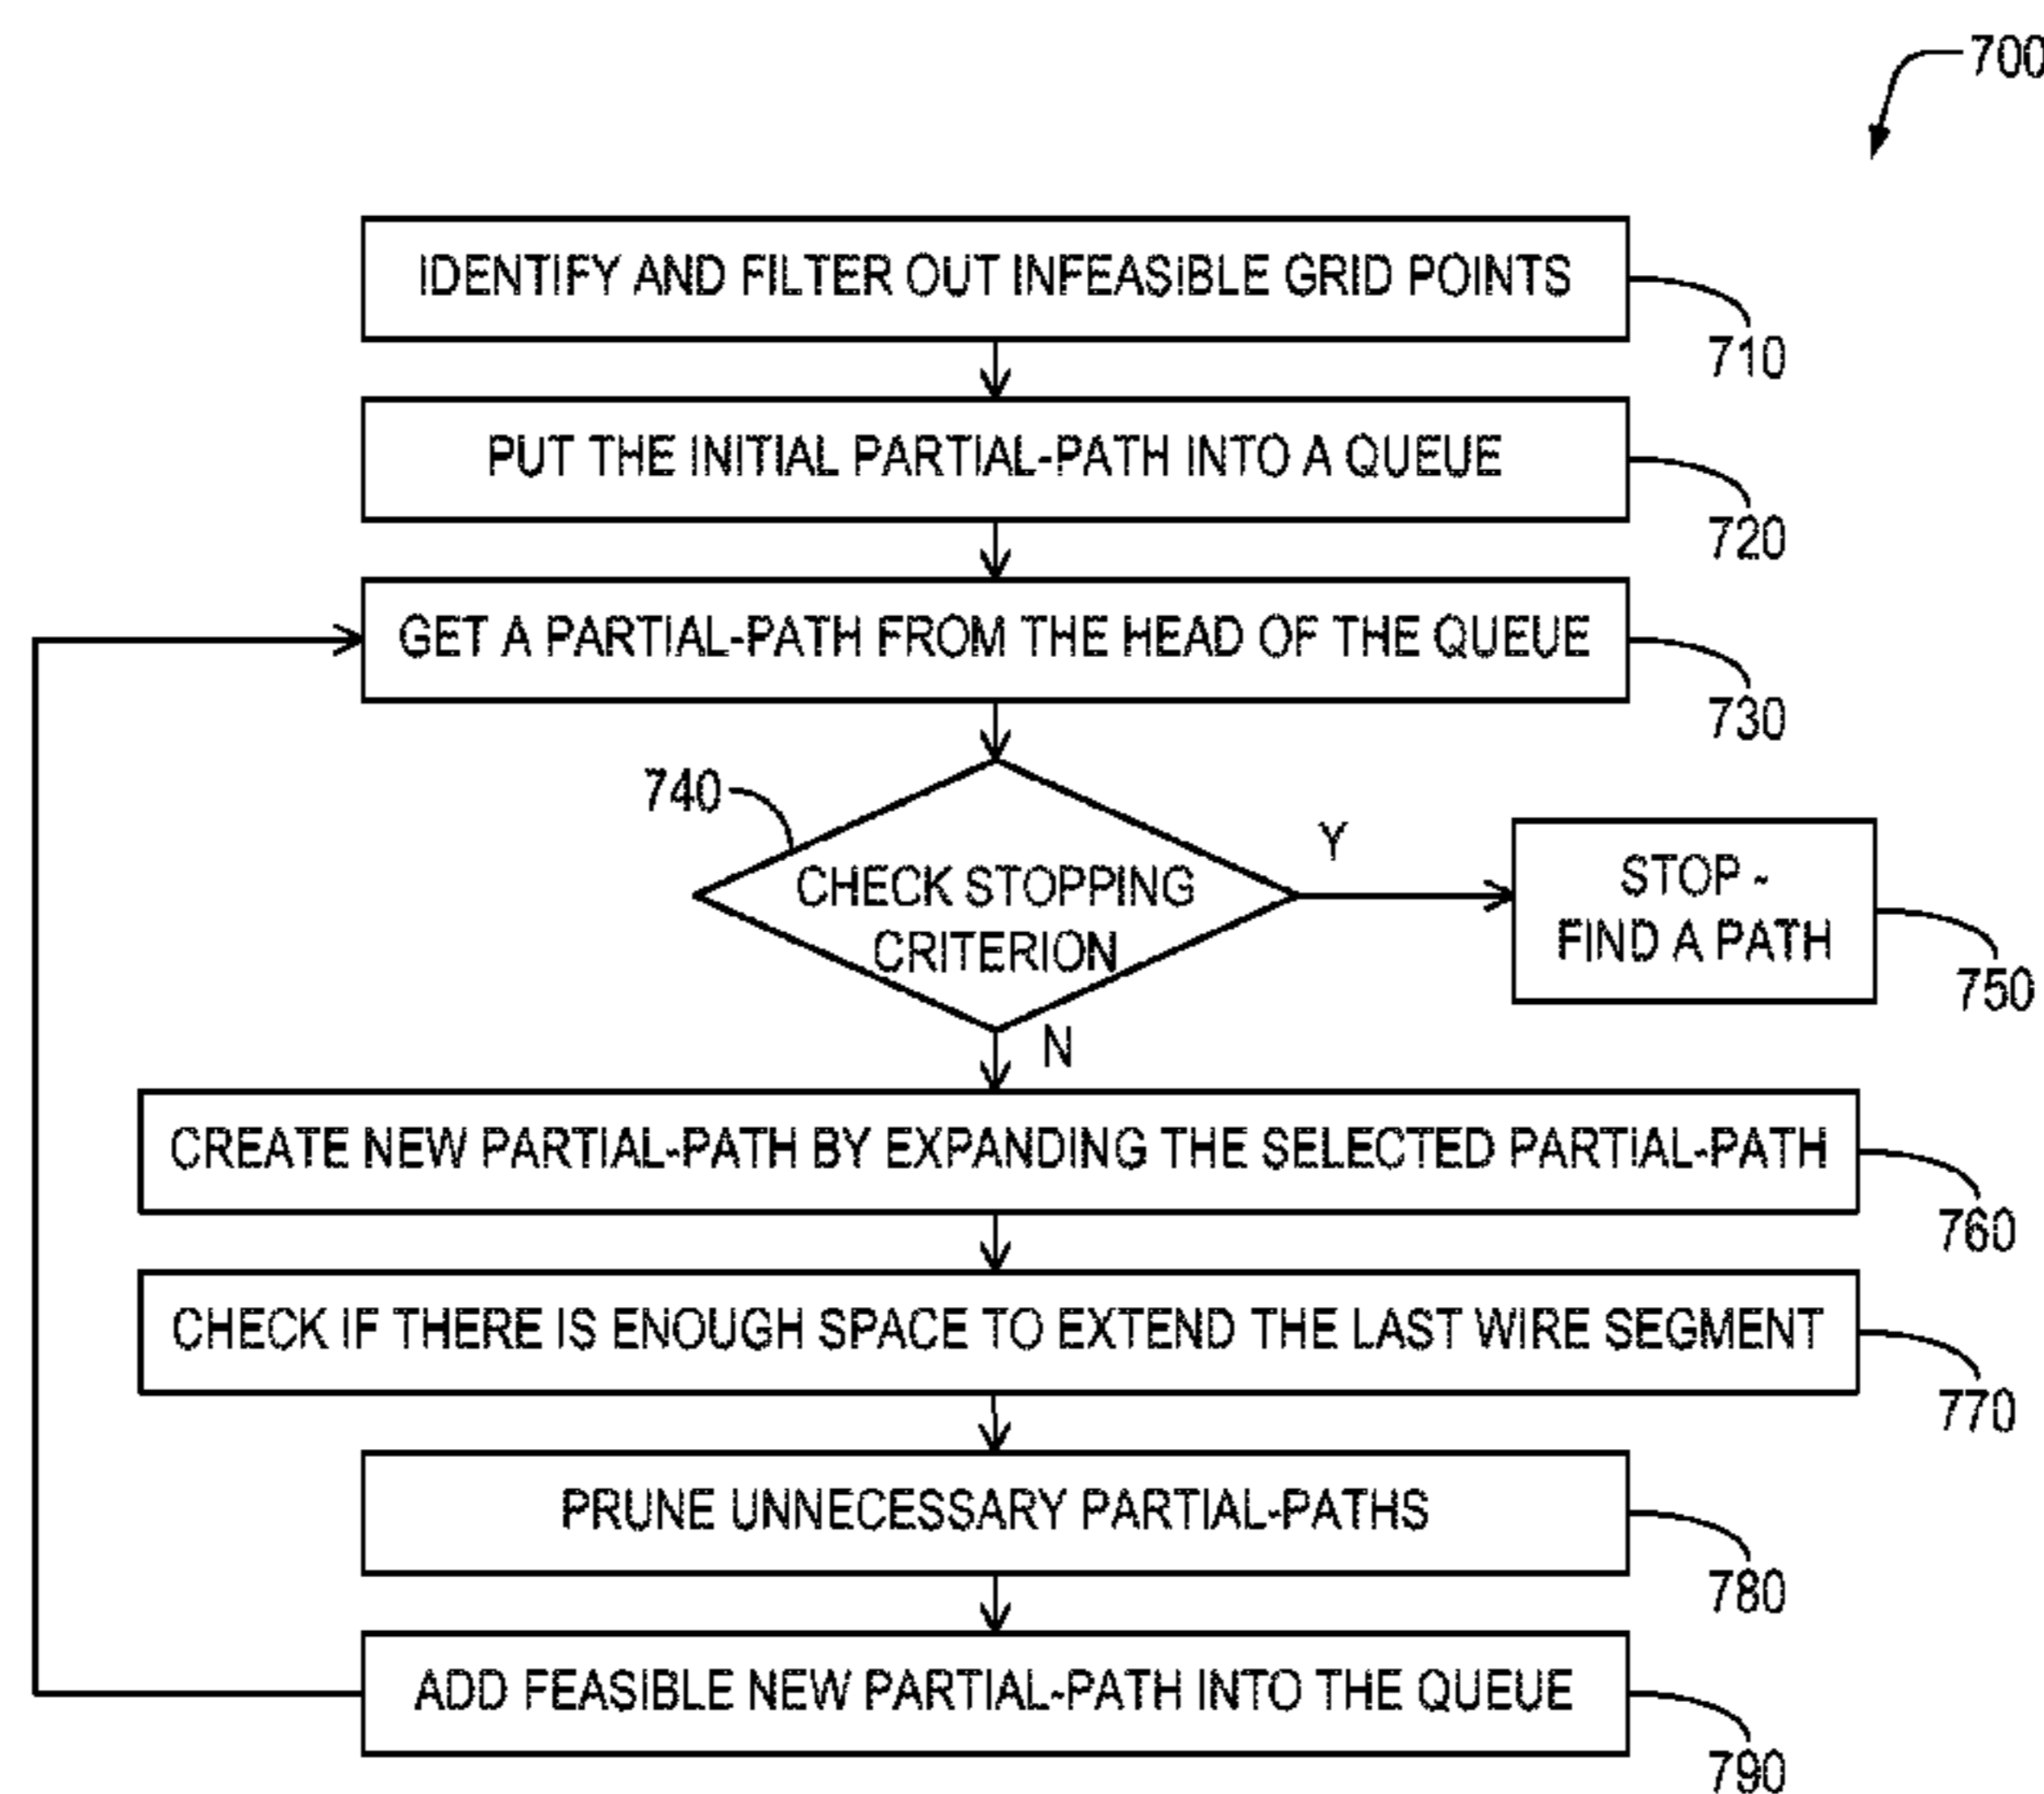 700
IDENTIFY AND FILTER OUT INFEASIBLE GRID POINTS
710
PUT THE INITIAL PARTIAL-PATH INTO A QUEUE
720
GET A PARTIAL-PATH FROM THE HEAD OF THE QUEUE
730
740
CHECK STOPPING
CRITERION
Y
STOP -
FIND A PATH
750
N
CREATE NEW PARTIAL-PATH BY EXPANDING THE SELECTED PARTIAL-PATH
760
CHECK IF THERE IS ENOUGH SPACE TO EXTEND THE LAST WIRE SEGMENT
770
PRUNE UNNECESSARY PARTIAL-PATHS
780
ADD FEASIBLE NEW PARTIAL-PATH INTO THE QUEUE
790